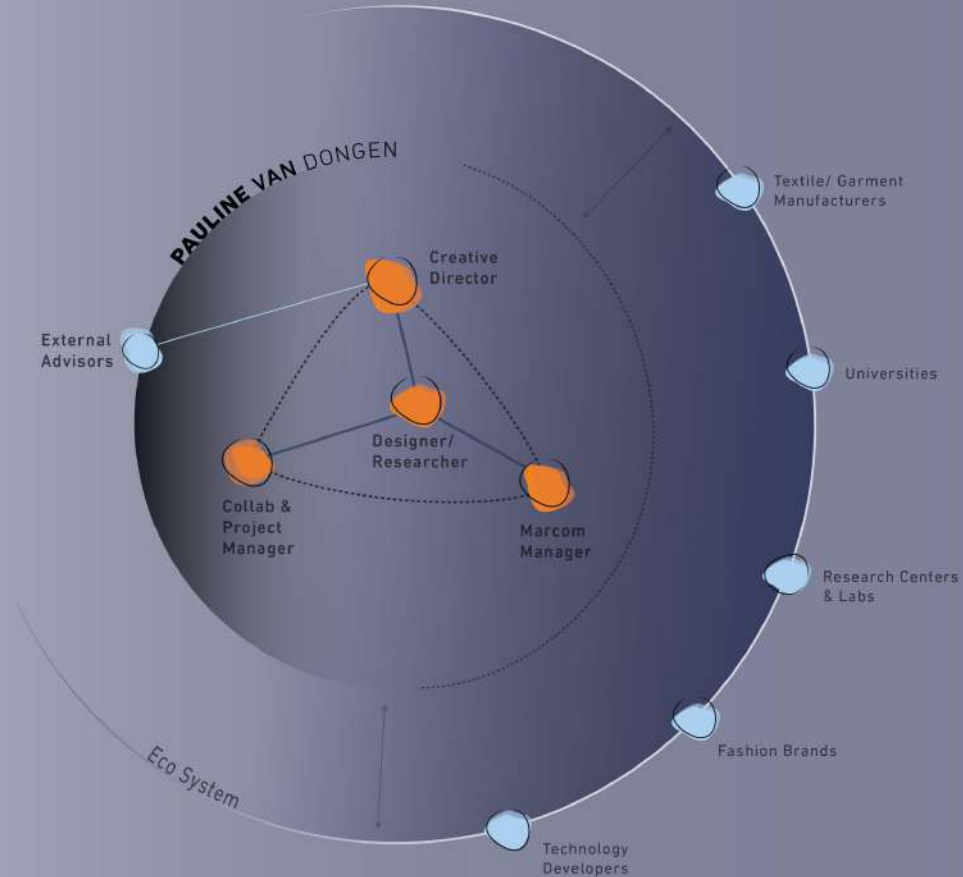 PAULINE VAN DONGEN
Textile/ Garment
Manufacturers
Creative
Director
External
Advisors
Universities
Designer/
Researcher
Collab &
Project
Manager
Marcom
Manager
Research Centers
& Labs
Fashion Brands
Eco System
Technology
Developers